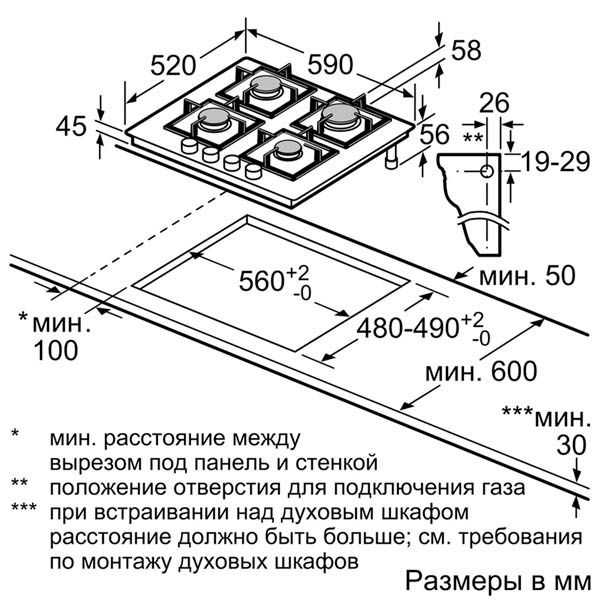 520
590
58
45
56
26
**
19-29
560+2-0
мин. 50
*мин.
100
480-490+2-0
мин. 600
***мин.
30
* мин. расстояние между
вырезом под панель и стенкой
** положение отверстия для подключения газа
*** при встраивании над духовым шкафом
расстояние должно быть больше; см. требования
по монтажу духовых шкафов
Размеры в мм